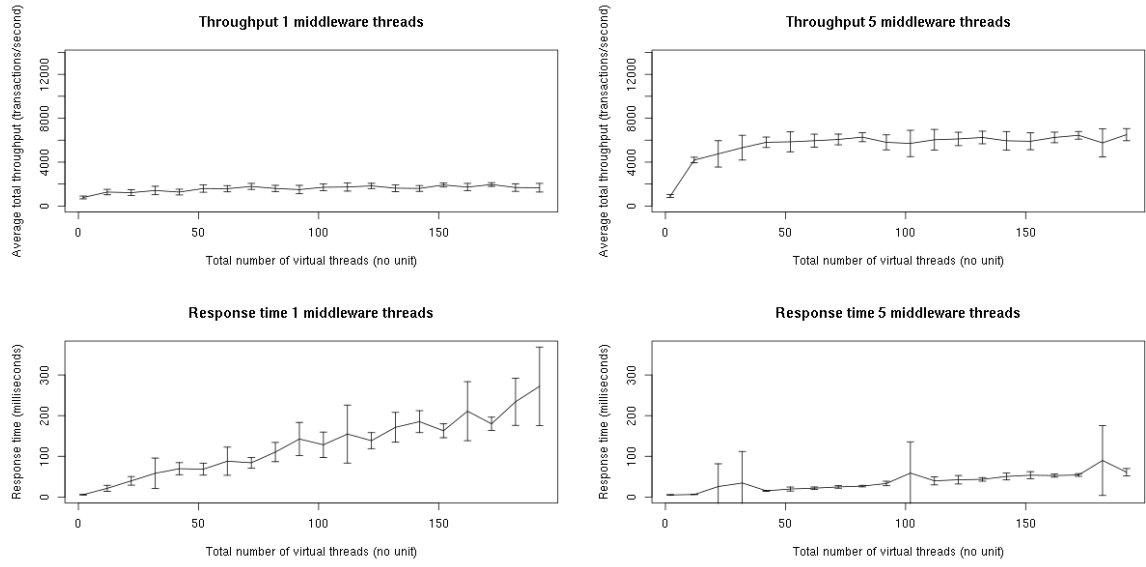 Throughput 1 middleware threads
Average total throughput (transactions/second)
0 4000 8000 12000
0 50 100 150
Total number of virtual threads (no unit)
Throughput 5 middleware threads
Average total throughput (transactions/second)
0 4000 8000 12000
0 50 100 150
Total number of virtual threads (no unit)
Response time 1 middleware threads
Response time (milliseconds)
0 100 200 300
0 50 100 150
Total number of virtual threads (no unit)
Response time 5 middleware threads
Response time (milliseconds)
0 100 200 300
0 50 100 150
Total number of virtual threads (no unit)